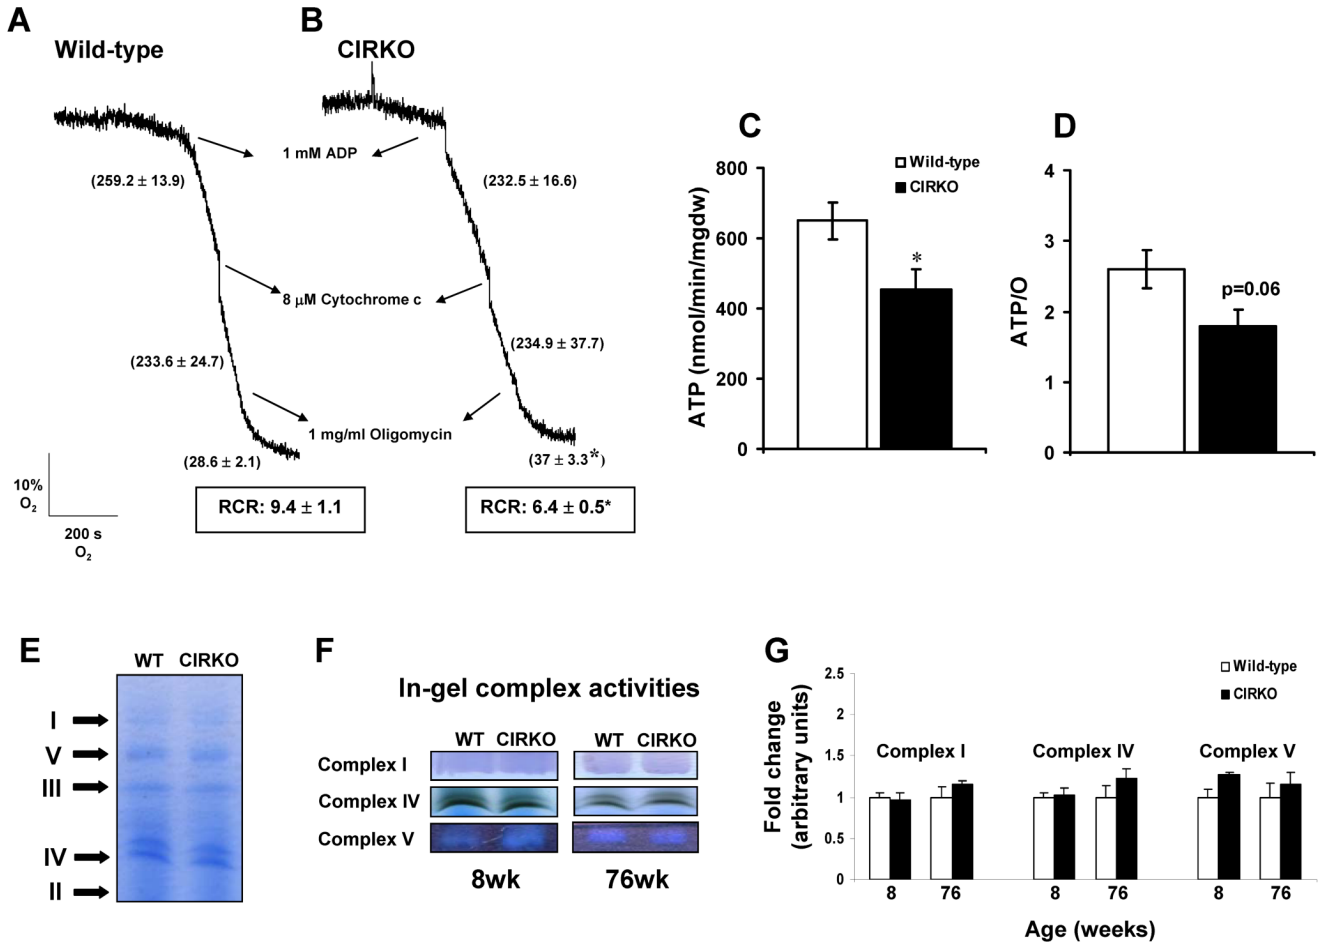 A
Wild-type
B
CIRKO
1 mM ADP
(259.2 ± 13.9)
(232.5 ± 16.6)
8 µM Cytochrome c
(233.6 ± 24.7)
(234.9 ± 37.7)
1 mg/ml Oligomycin
(28.6 ± 2.1)
(37 ± 3.3*)
10%
O2
200 s
O2
RCR: 9.4 ± 1.1
RCR: 6.4 ± 0.5*
C
Wild-type
CIRKO
ATP (nmol/min/mgdw)
800
600
400
200
0
*
D
ATP/O
4
3
2
1
0
p=0.06
E
WT CIRKO
I
V
III
IV
II
F
In-gel complex activities
WT CIRKO
WT CIRKO
Complex I
Complex IV
Complex V
8wk
76wk
G
Wild-type
CIRKO
Fold change
(arbitrary units)
2.5
2
1.5
1
0.5
0
Complex I
Complex IV
Complex V
8 76 8 76 8 76
Age (weeks)